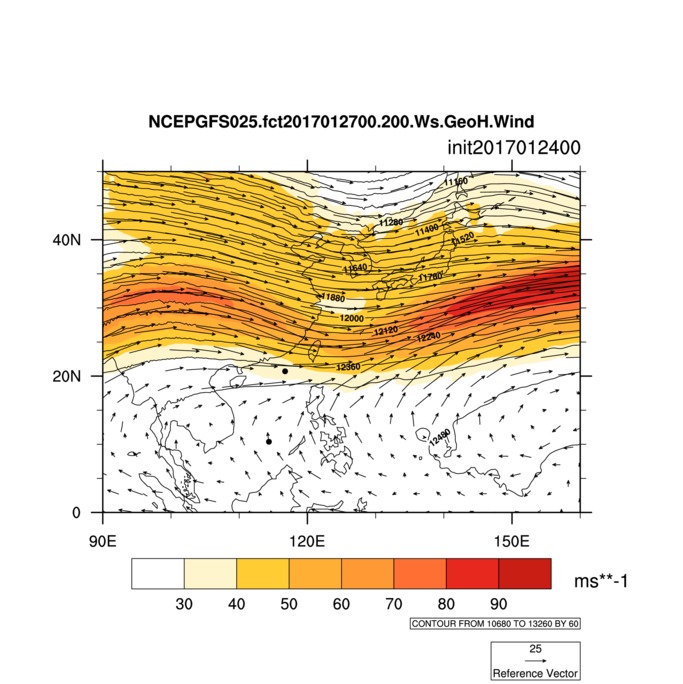 NCEPGFS025.fct2017012700.200.Ws.GeoH.Wind
init2017012400
11160
11280
11400
11520
11640
11760
11880
12000
12120
12240
12360
12480
40N
20N
0
90E 120E 150E
30 40 50 60 70 80 90
ms**-1
CONTOUR FROM 10680 TO 13260 BY 60
25
Reference Vector